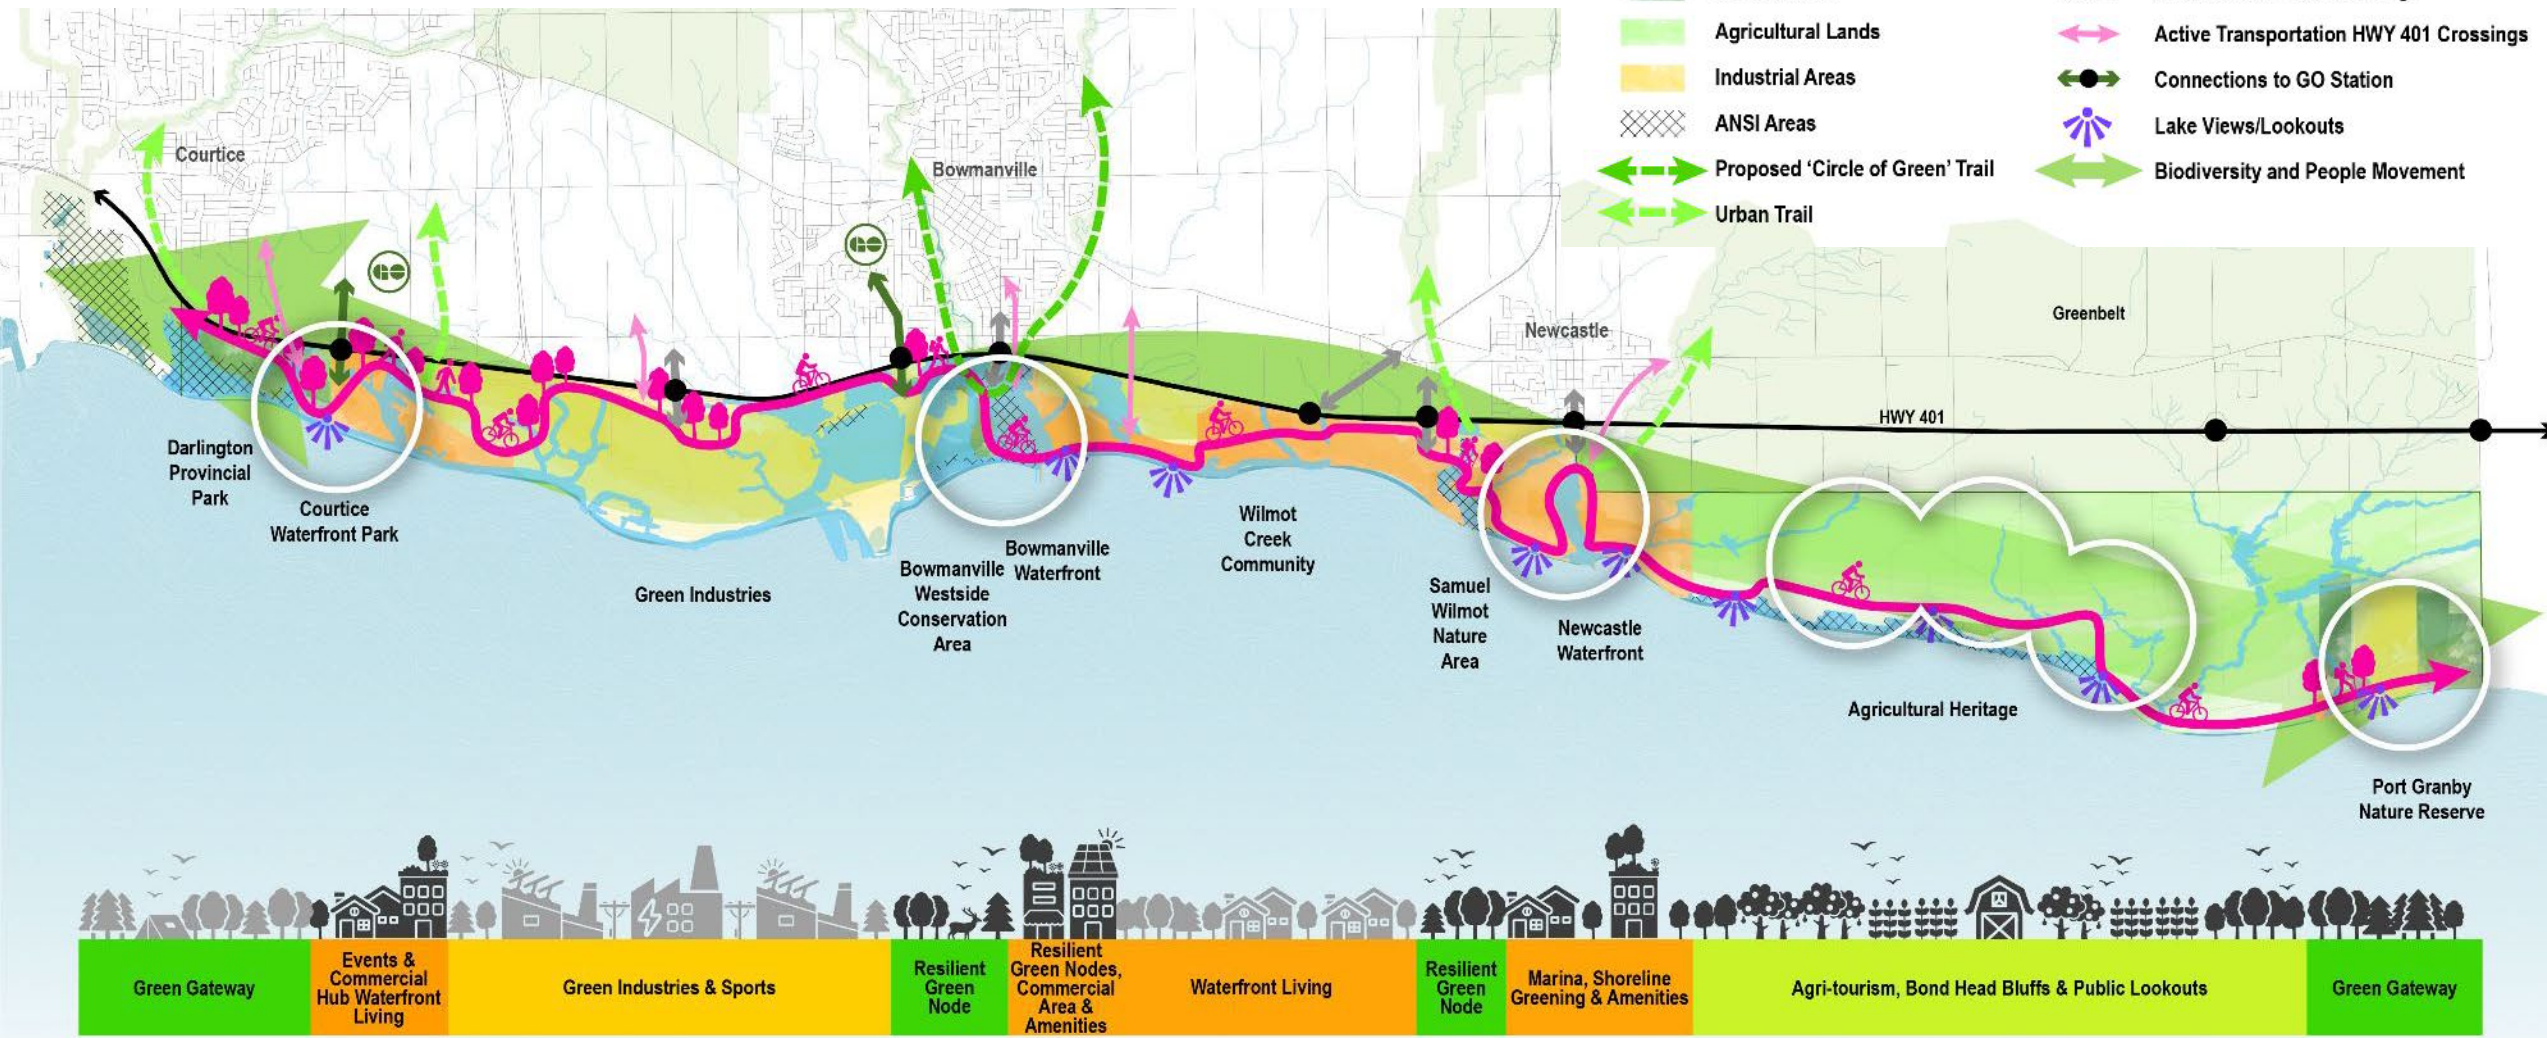 Agricultural Lands
Industrial Areas
ANSI Areas
Proposed ‘Circle of Green’ Trail
Urban Trail
Active Transportation HWY 401 Crossings
Connections to GO Station
Lake Views/Lookouts
Biodiversity and People Movement
Courtice
Bowmanville
Newcastle
Greenbelt
GO
GO
HWY 401
Darlington
Provincial
Park
Courtice
Waterfront Park
Green Industries
Bowmanville
Westside
Conservation
Area
Bowmanville
Waterfront
Wilmot
Creek
Community
Samuel
Wilmot
Nature
Area
Newcastle
Waterfront
Agricultural Heritage
Port Granby
Nature Reserve
Green Gateway
Events &
Commercial
Hub Waterfront
Living
Green Industries & Sports
Resilient
Green
Node
Resilient
Green Nodes,
Commercial
Area &
Amenities
Waterfront Living
Resilient
Green
Node
Marina, Shoreline
Greening & Amenities
Agri-tourism, Bond Head Bluffs & Public Lookouts
Green Gateway